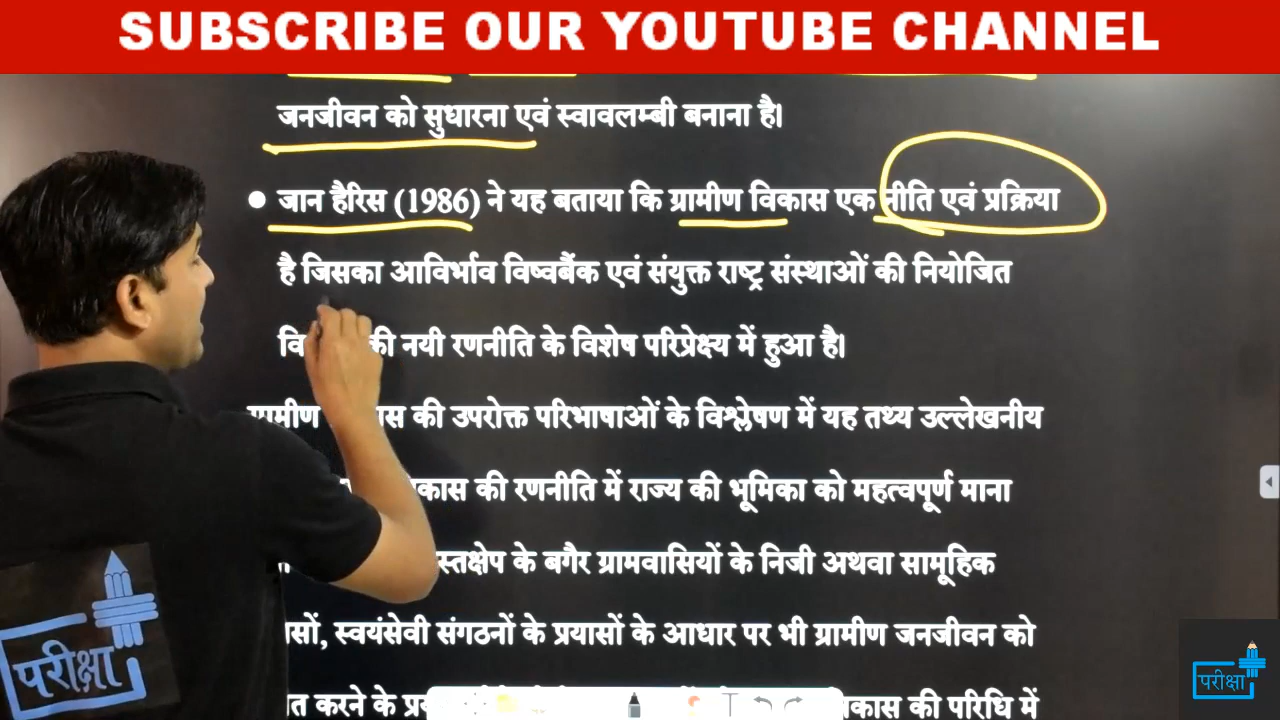 SUBSCRIBE OUR YOUTUBE CHANNEL
जनजीवन को सुधारना एवं स्वावलम्बी बनाना है।
● जान हैरिस (1986) ने यह बताया कि ग्रामीण विकास एक नीति एवं प्रक्रिया
है जिसका आविर्भाव विष्वबैंक एवं संयुक्त राष्ट्र संस्थाओं की नियोजित
की नयी रणनीति के विशेष परिप्रेक्ष्य में हुआ है।
ग्रामीण की उपरोक्त परिभाषाओं के विश्लेषण में यह तथ्य उल्लेखनीय
की रणनीति में राज्य की भूमिका को महत्वपूर्ण माना
के बगैर ग्रामवासियों के निजी अथवा सामूहिक
स्वयंसेवी संगठनों के प्रयासों के आधार पर भी ग्रामीण जनजीवन को
करने के की परिधि में
परीक्षा
परीक्षा